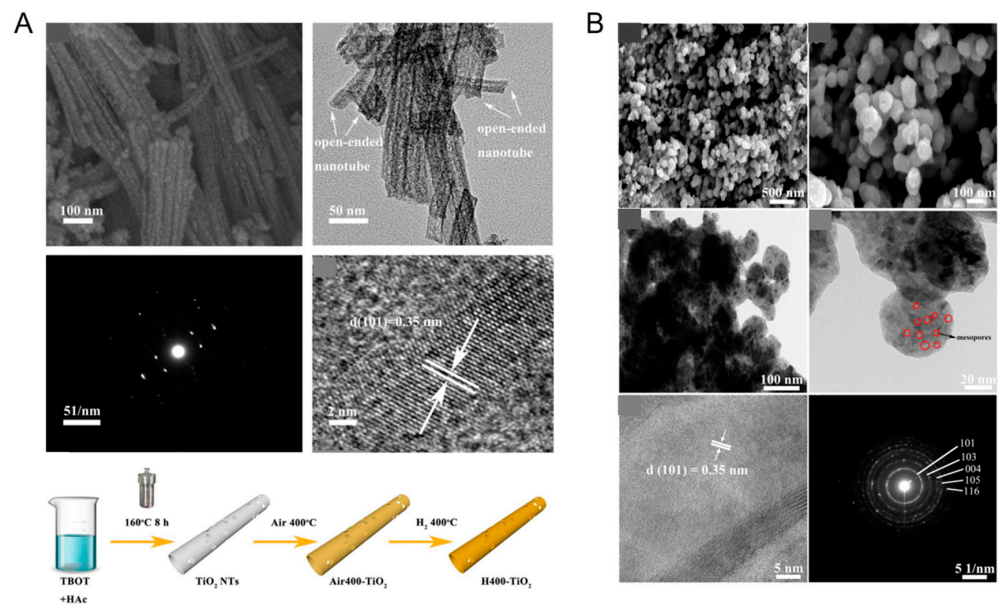 A
100 nm
open-ended
nanotube
open-ended
nanotube
50 nm
51/nm
d(101)=0.35 nm
2 nm
160°C 8 h
Air 400°C
H₂ 400°C
TBOT
+HAc
TiO₂ NTs
Air400-TiO₂
H400-TiO₂
B
500 nm
100 nm
100 nm
mesopores
20 nm
d (101) = 0.35 nm
5 nm
101
103
004
105
116
5 1/nm